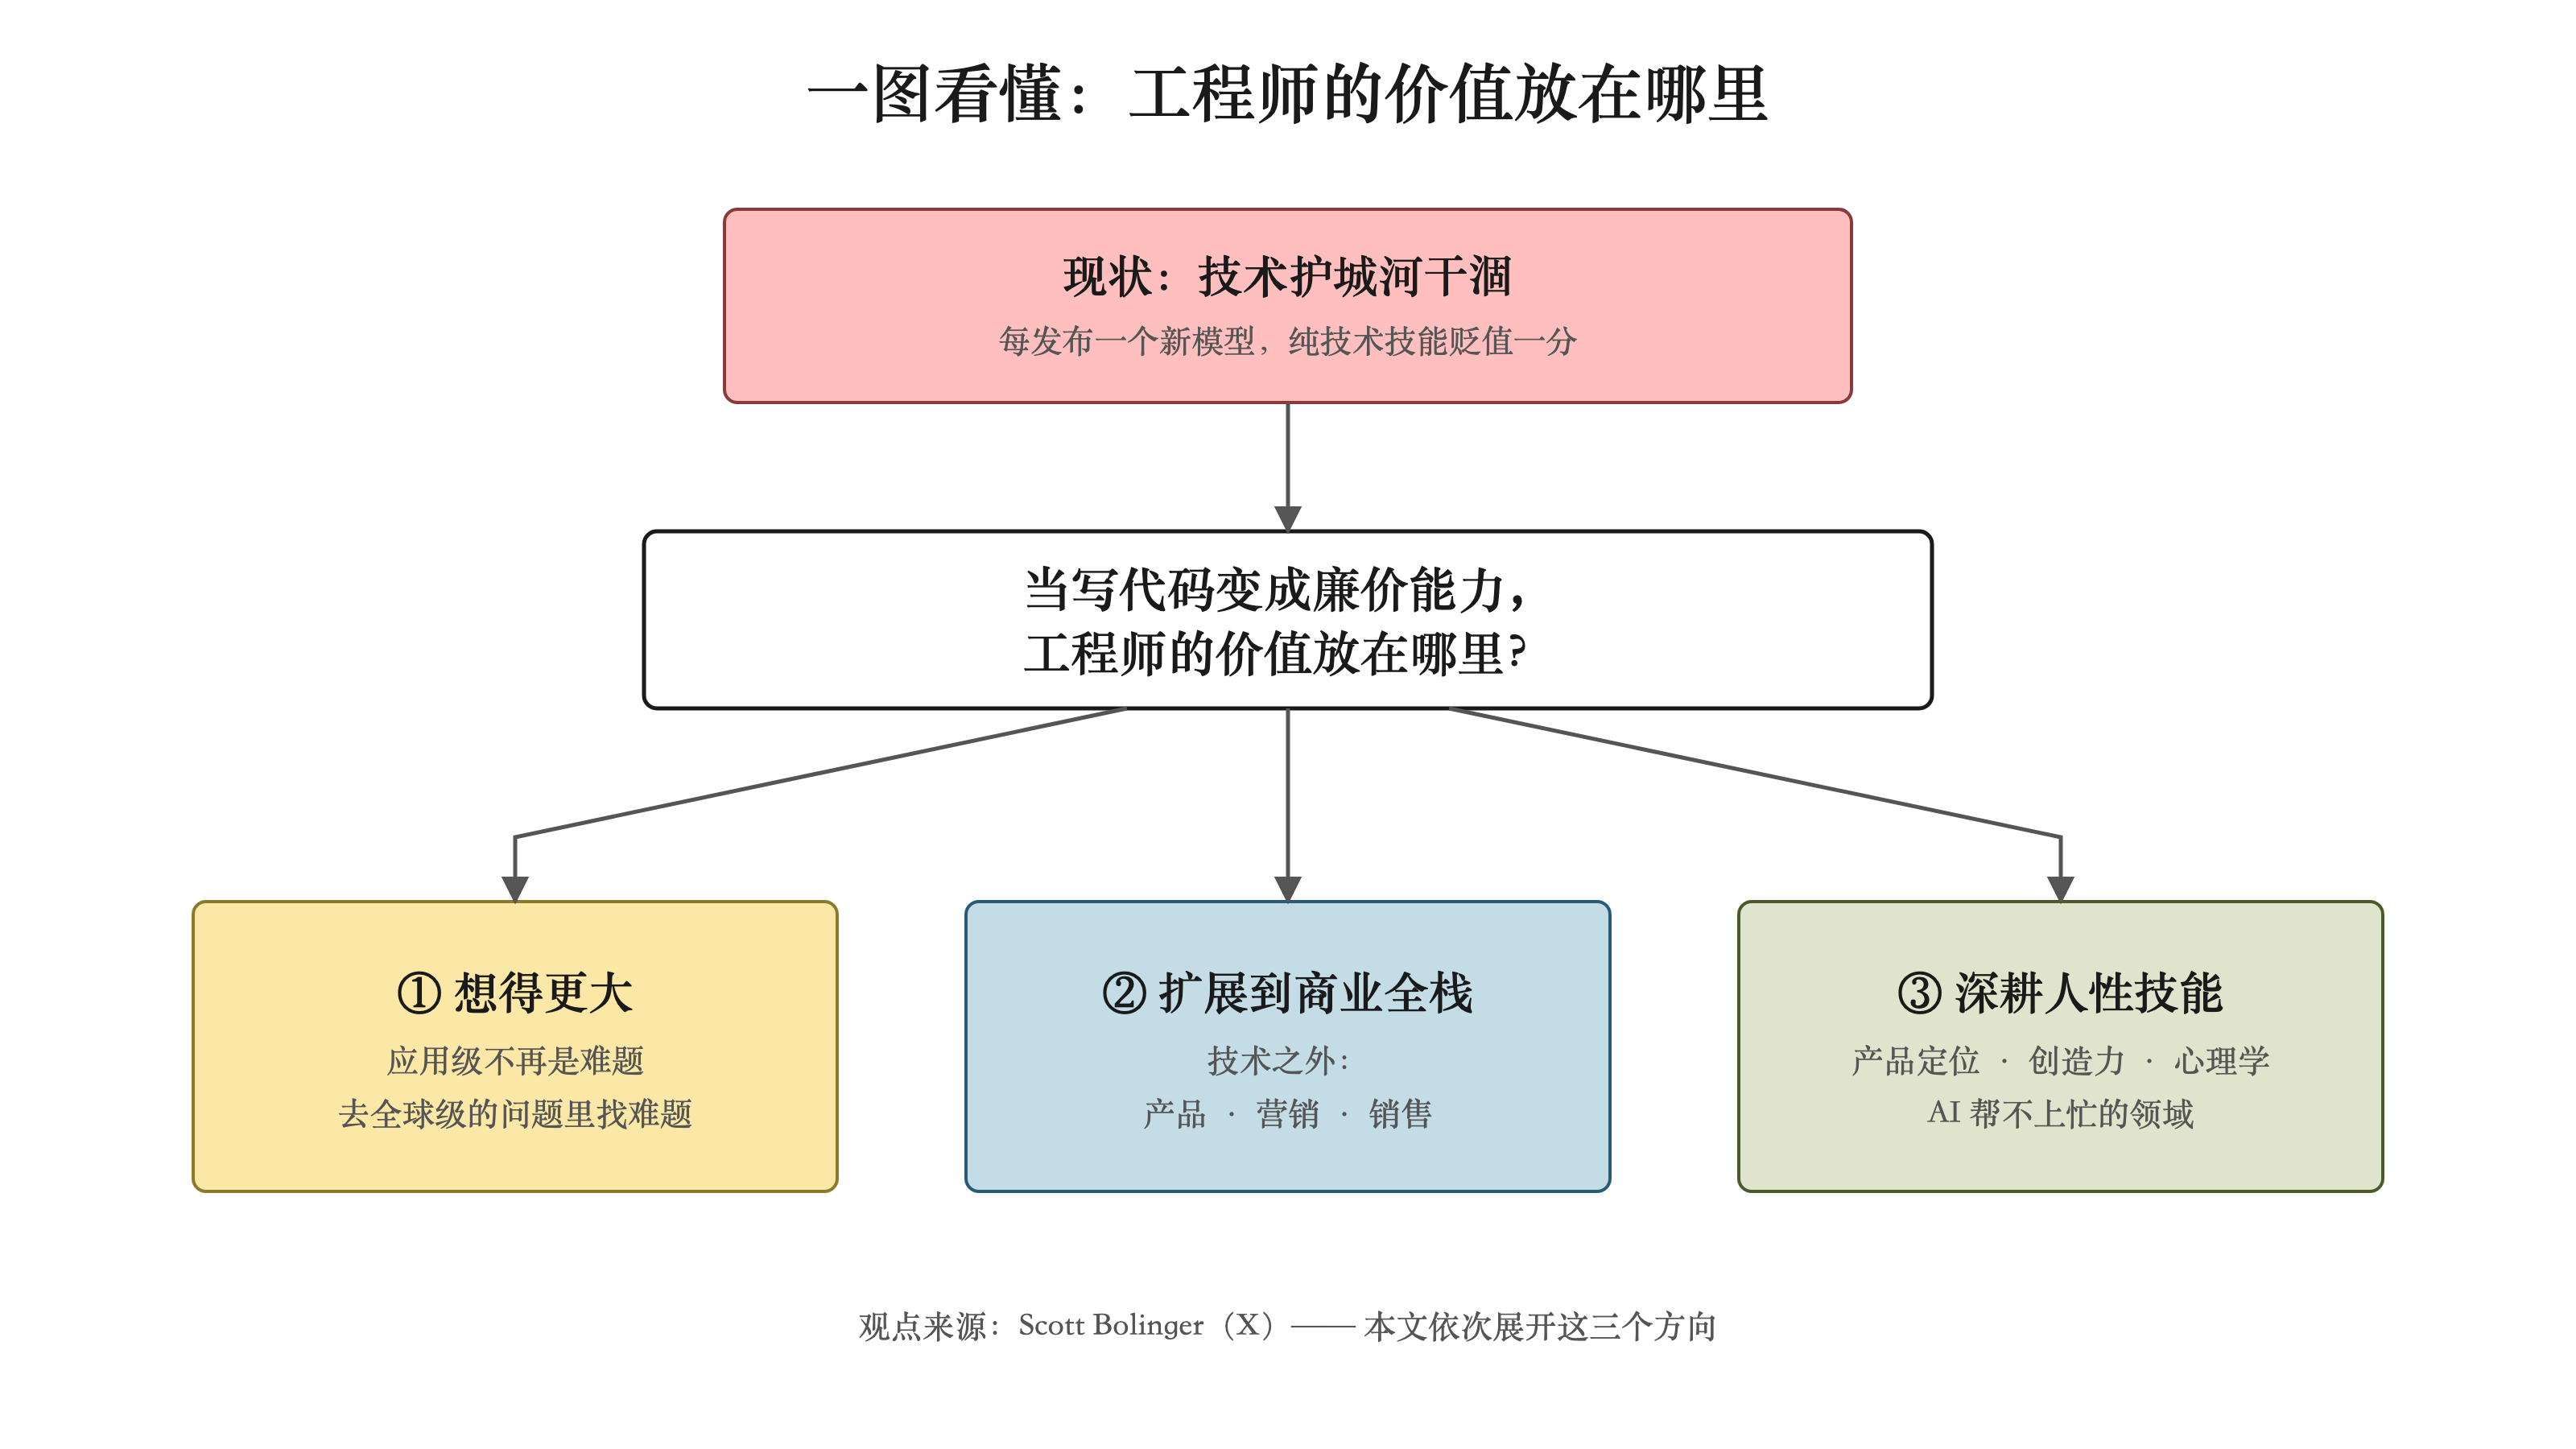 一图看懂：工程师的价值放在哪里
现状：技术护城河干涸
每发布一个新模型，纯技术技能贬值一分
当写代码变成廉价能力，
工程师的价值放在哪里？
① 想得更大
应用级不再是难题
去全球级的问题里找难题
② 扩展到商业全栈
技术之外：
产品 · 营销 · 销售
③ 深耕人性技能
产品定位 · 创造力 · 心理学
AI 帮不上忙的领域
观点来源：Scott Bolinger（X）—— 本文依次展开这三个方向